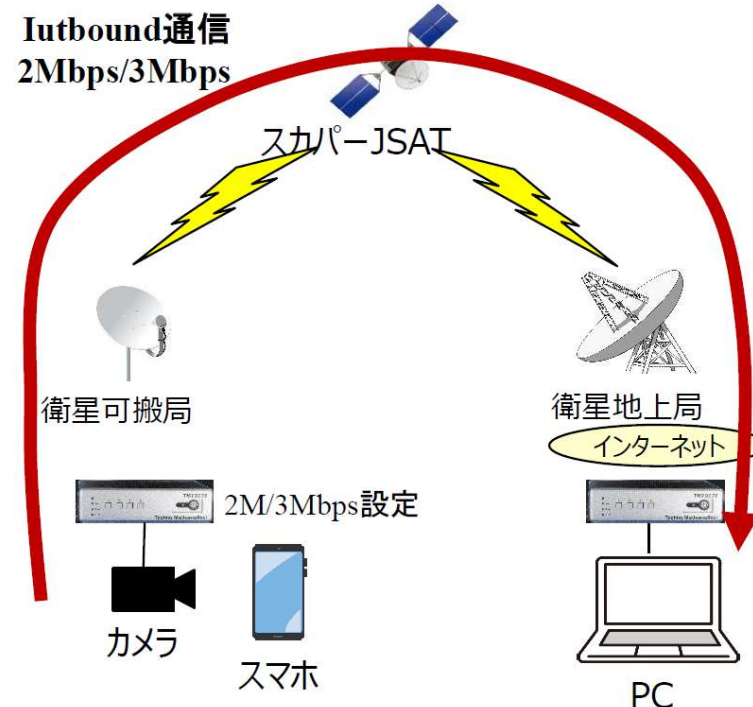 Iutbound通信
2Mbps/3Mbps
スカパーJSAT
衛星可搬局
衛星地上局
インターネット
2M/3Mbps設定
カメラ
スマホ
PC